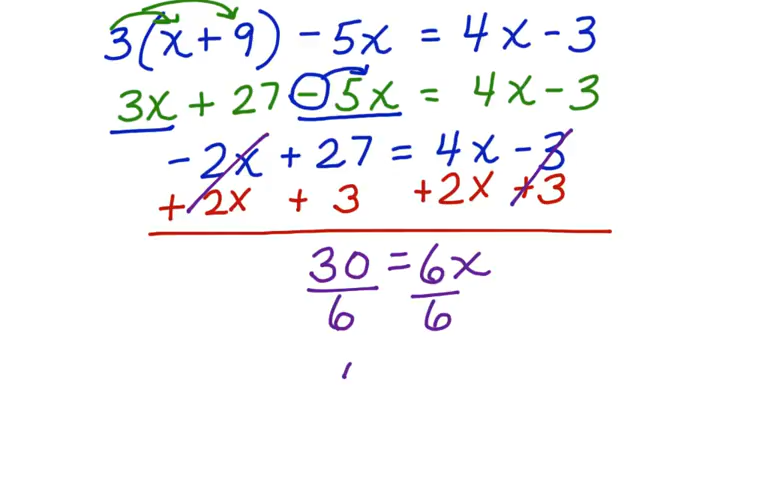 3(x + 9) - 5x = 4x - 3
3x + 27 - 5x = 4x - 3
- 2x + 27 = 4x - 3
+ 2x + 3 + 2x + 3
30 = 6x
6 6